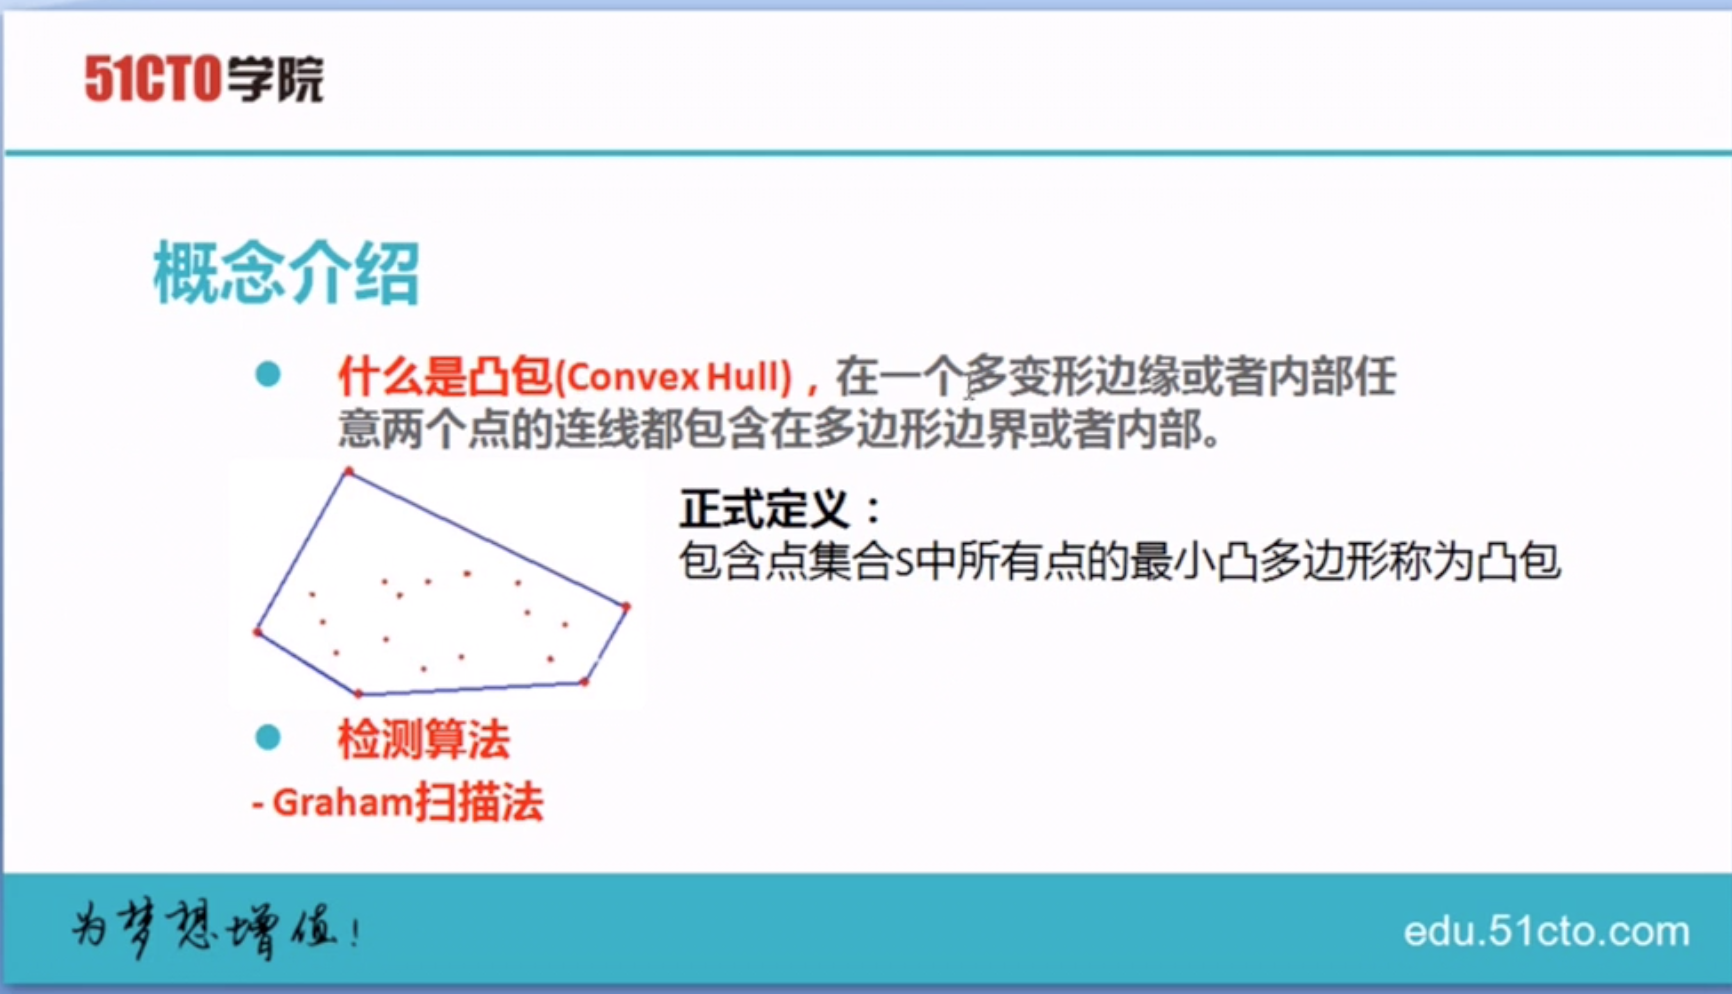 51CTO学院
概念介绍
什么是凸包(Convex Hull)，在一个多变形边缘或者内部任
意两个点的连线都包含在多边形边界或者内部。
正式定义：
包含点集合S中所有点的最小凸多边形称为凸包
检测算法
- Graham扫描法
为梦想增值！
edu.51cto.com